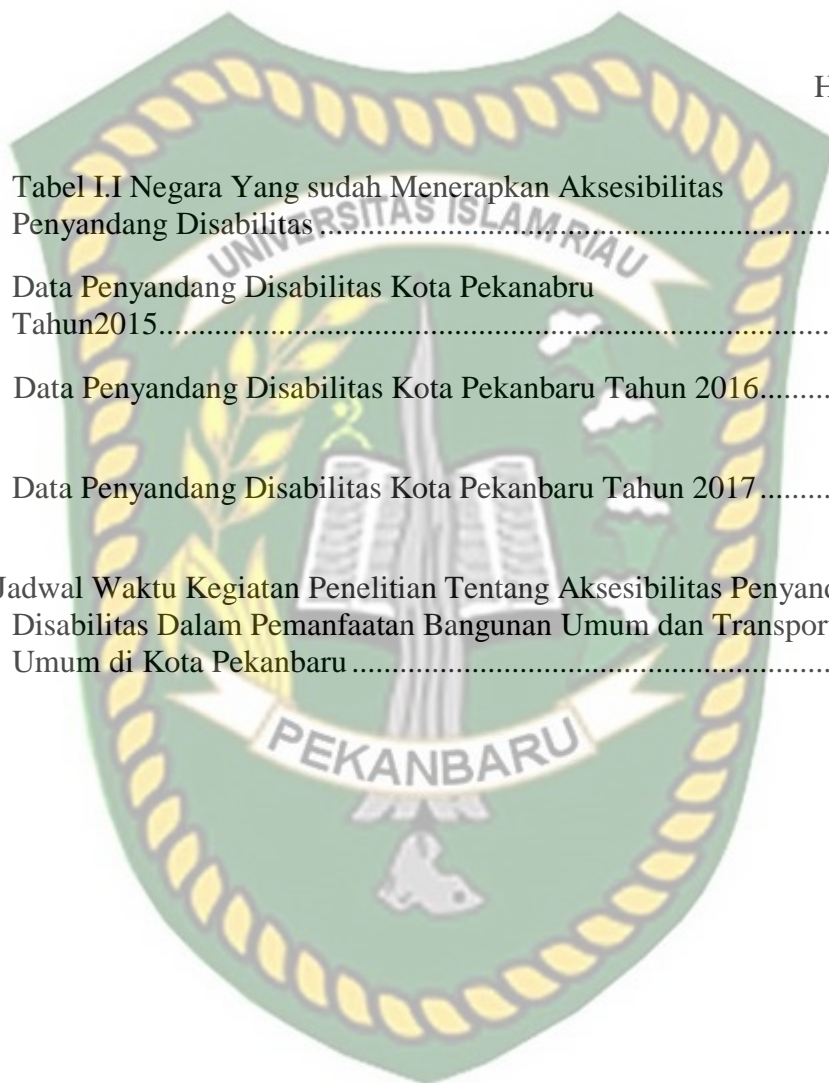 H
Tabel I.I Negara Yang sudah Menerapkan Aksesibilitas
Penyandang Disabilitas...............................................................
UNIVERSITAS ISLAM RIAU
Data Penyandang Disabilitas Kota Pekanabru
Tahun2015....................................................................................
Data Penyandang Disabilitas Kota Pekanbaru Tahun 2016.........
Data Penyandang Disabilitas Kota Pekanbaru Tahun 2017.........
Jadwal Waktu Kegiatan Penelitian Tentang Aksesibilitas Penyand
Disabilitas Dalam Pemanfaatan Bangunan Umum dan Transport
Umum di Kota Pekanbaru............................................................
PEKANBARU